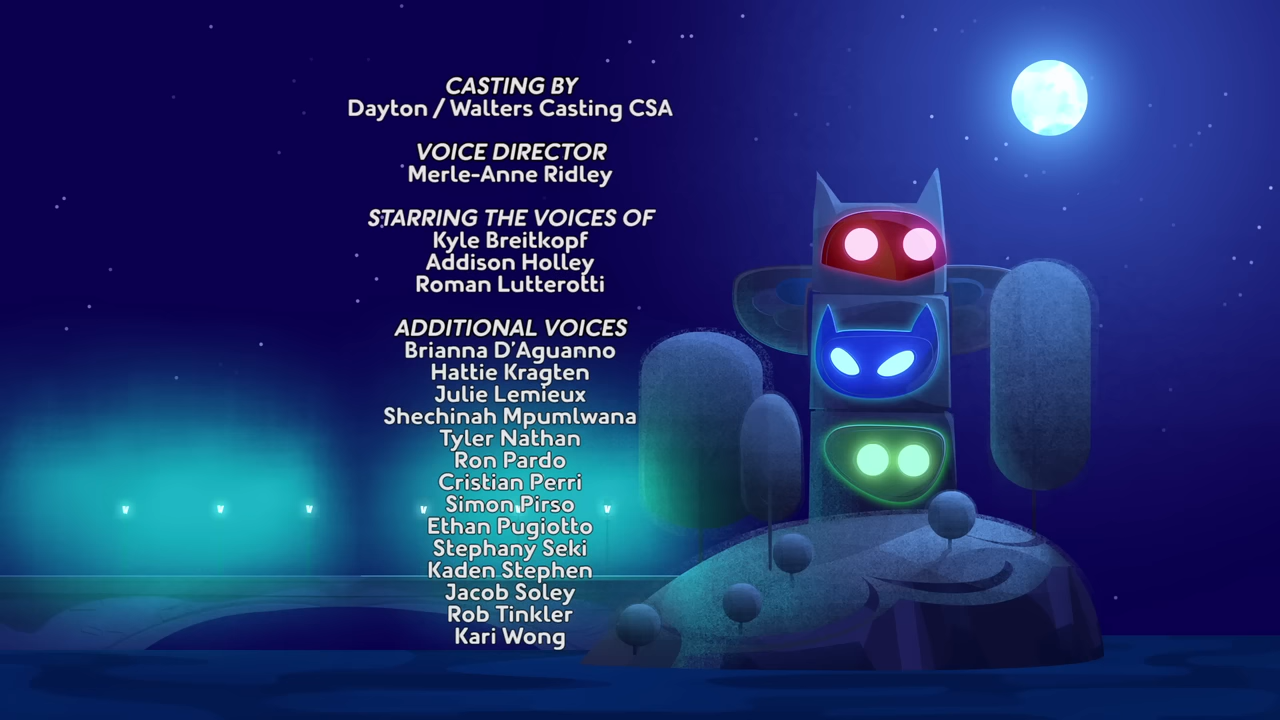 CASTING BY
Dayton / Walters Casting CSA
VOICE DIRECTOR
Merle-Anne Ridley
STARRING THE VOICES OF
Kyle Breitkopf
Addison Holley
Roman Lutterotti
ADDITIONAL VOICES
Brianna D'Aguanno
Hattie Kragten
Julie Lemieux
Shechinah Mpumlwana
Tyler Nathan
Ron Pardo
Cristian Perri
Simon Pirso
Ethan Pugiotto
Stephany Seki
Kaden Stephen
Jacob Soley
Rob Tinkler
Kari Wong